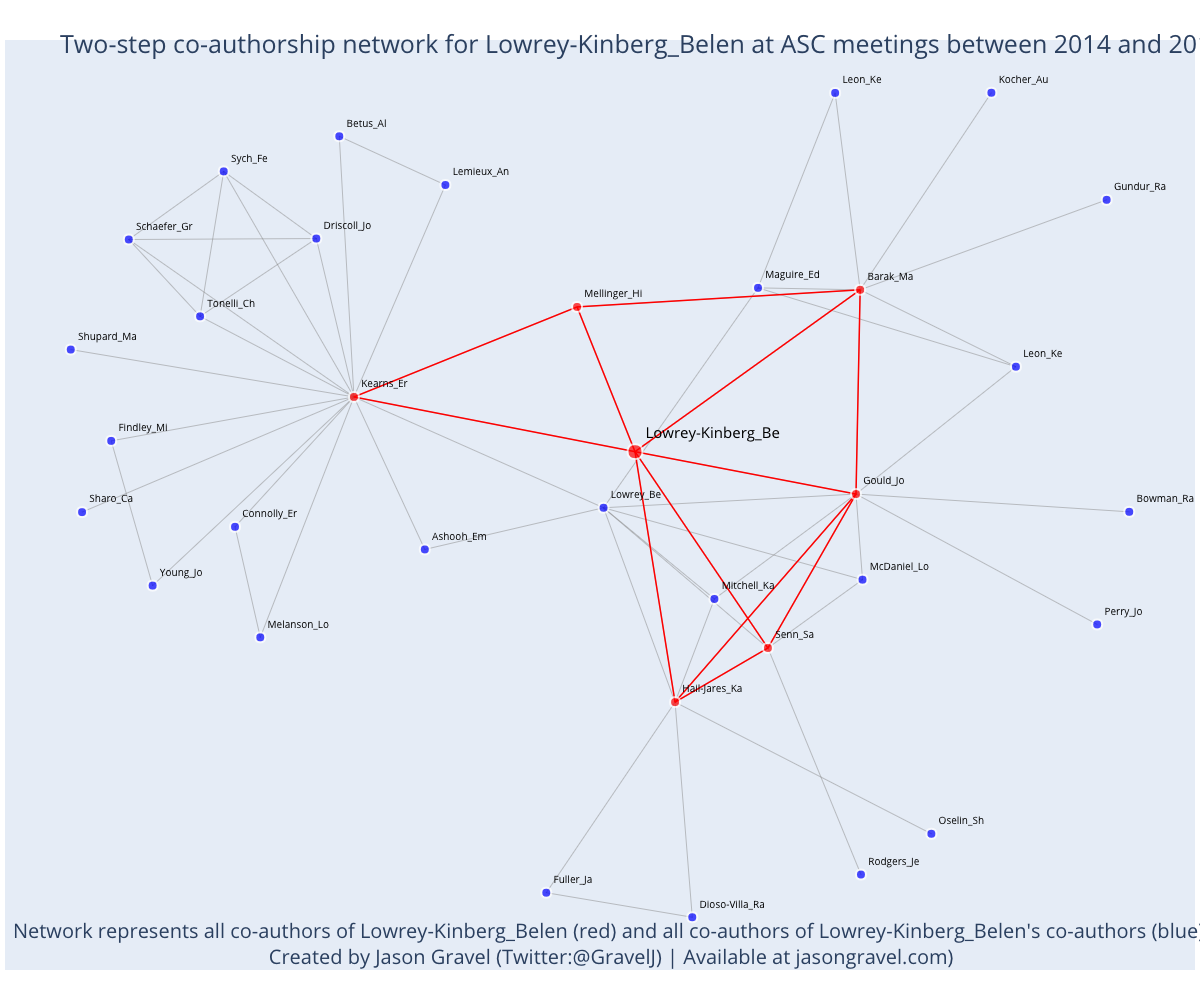 Two-step co-authorship network for Lowrey-Kinberg_Belen at ASC meetings between 2014 and 201
Leon_Ke
Kocher_Au
Betus_Al
Sych_Fe
Lemieux_An
Gundur_Ra
Schaefer_Gr
Driscoll_Jo
Maguire_Ed
Barak_Ma
Mellinger_Hi
Tonelli_Ch
Shupard_Ma
Leon_Ke
Kearns_Er
Findley_Mi
Lowrey-Kinberg_Be
Gould_Jo
Sharo_Ca
Lowrey_Be
Bowman_Ra
Connolly_Er
Ashooh_Em
McDaniel_Lo
Young_Jo
Mitchell_Ka
Perry_Jo
Melanson_Lo
Senn_Sa
Hail-Jares_Ka
Oselin_Sh
Rodgers_Je
Fuller_Ja
Dioso-Villa_Ra
Network represents all co-authors of Lowrey-Kinberg_Belen (red) and all co-authors of Lowrey-Kinberg_Belen's co-authors (blue)
Created by Jason Gravel (Twitter:@GravelJ) | Available at jasongravel.com)